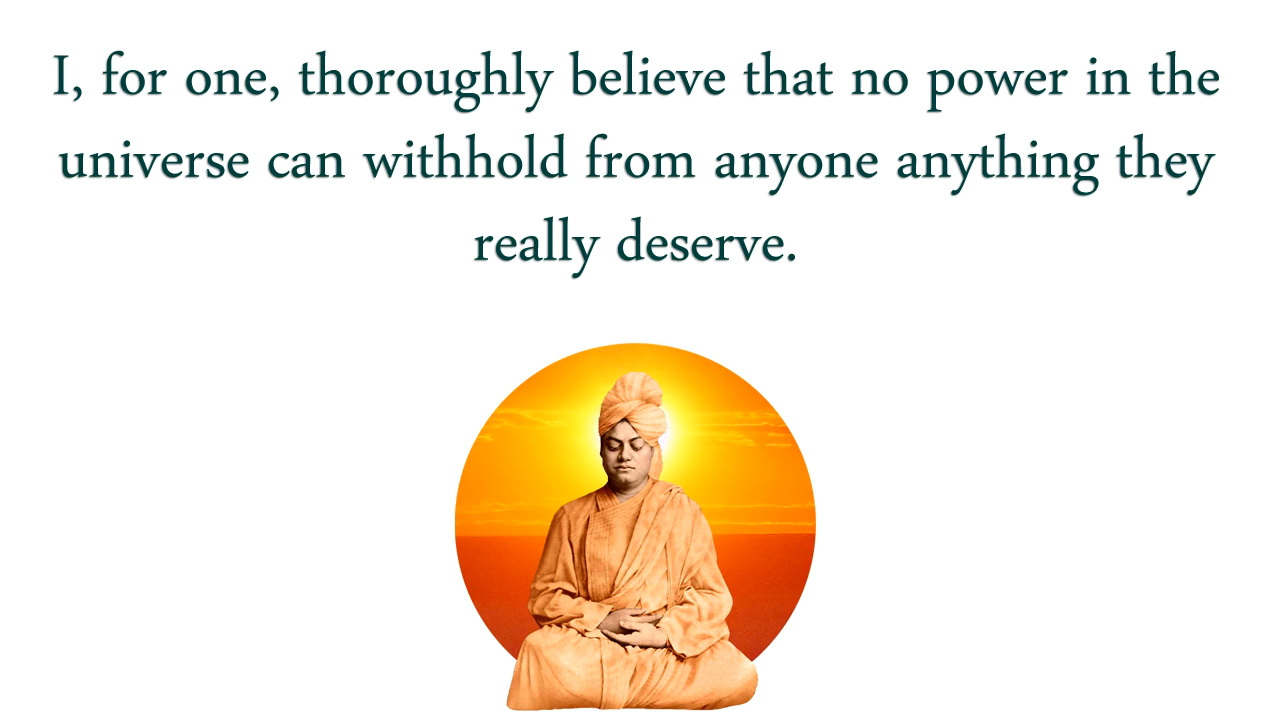 I, for one, thoroughly believe that no power in the
universe can withhold from anyone anything they
really deserve.